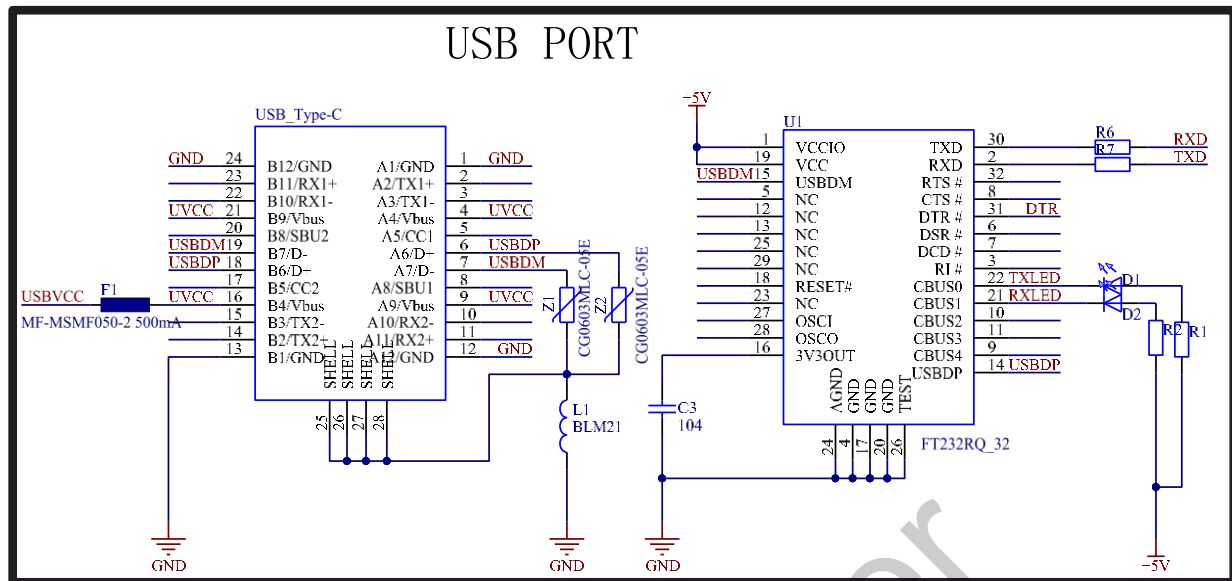 USB PORT
USB_Type-C
GND 24 B12/GND A1/GND 1 GND
23 B11/RX1+ A2/TX1+ 2
22 B10/RX1- A3/TX1- 3
UVCC 21 B9/Vbus A4/Vbus 4 UVCC
20 B8/SBU2 A5/CC1 5
USBDM 19 B7/D- A6/D+ 6 USBDP
USBDP 18 B6/D+ A7/D- 7 USBDM
17 B5/CC2 A8/SBU1 8
USBVCC F1 UVCC 16 B4/Vbus A9/Vbus 9 UVCC
MF-MSMF050-2 500mA
15 B3/TX2- A10/RX2- 10
14 B2/TX2+ A11/RX2+ 11
13 B1/GND A12/GND 12 GND
SHELL SHELL SHELL SHELL
25 26 27 28
Z1
CG0603MLC-05E
Z2
CG0603MLC-05E
L1
BLM21
GND
GND
+5V
U1
1 VCCIO TXD 30 R6 RXD
19 VCC RXD 2 R7 TXD
USBDM 15 USBDM RTS # 32
5 NC CTS # 8
12 NC DTR # 31 DTR
13 NC DSR # 6
25 NC DCD # 7
29 NC RI # 3
18 RESET# CBUS0 22 TXLED D1
23 NC CBUS1 21 RXLED D2
27 OSCI CBUS2 10
28 OSCO CBUS3 11
16 3V3OUT CBUS4 9
USBDP 14 USBDP
R2 R1
AGND GND GND GND TEST
24 4 17 20 26
FT232RQ_32
C3
104
GND
+5V